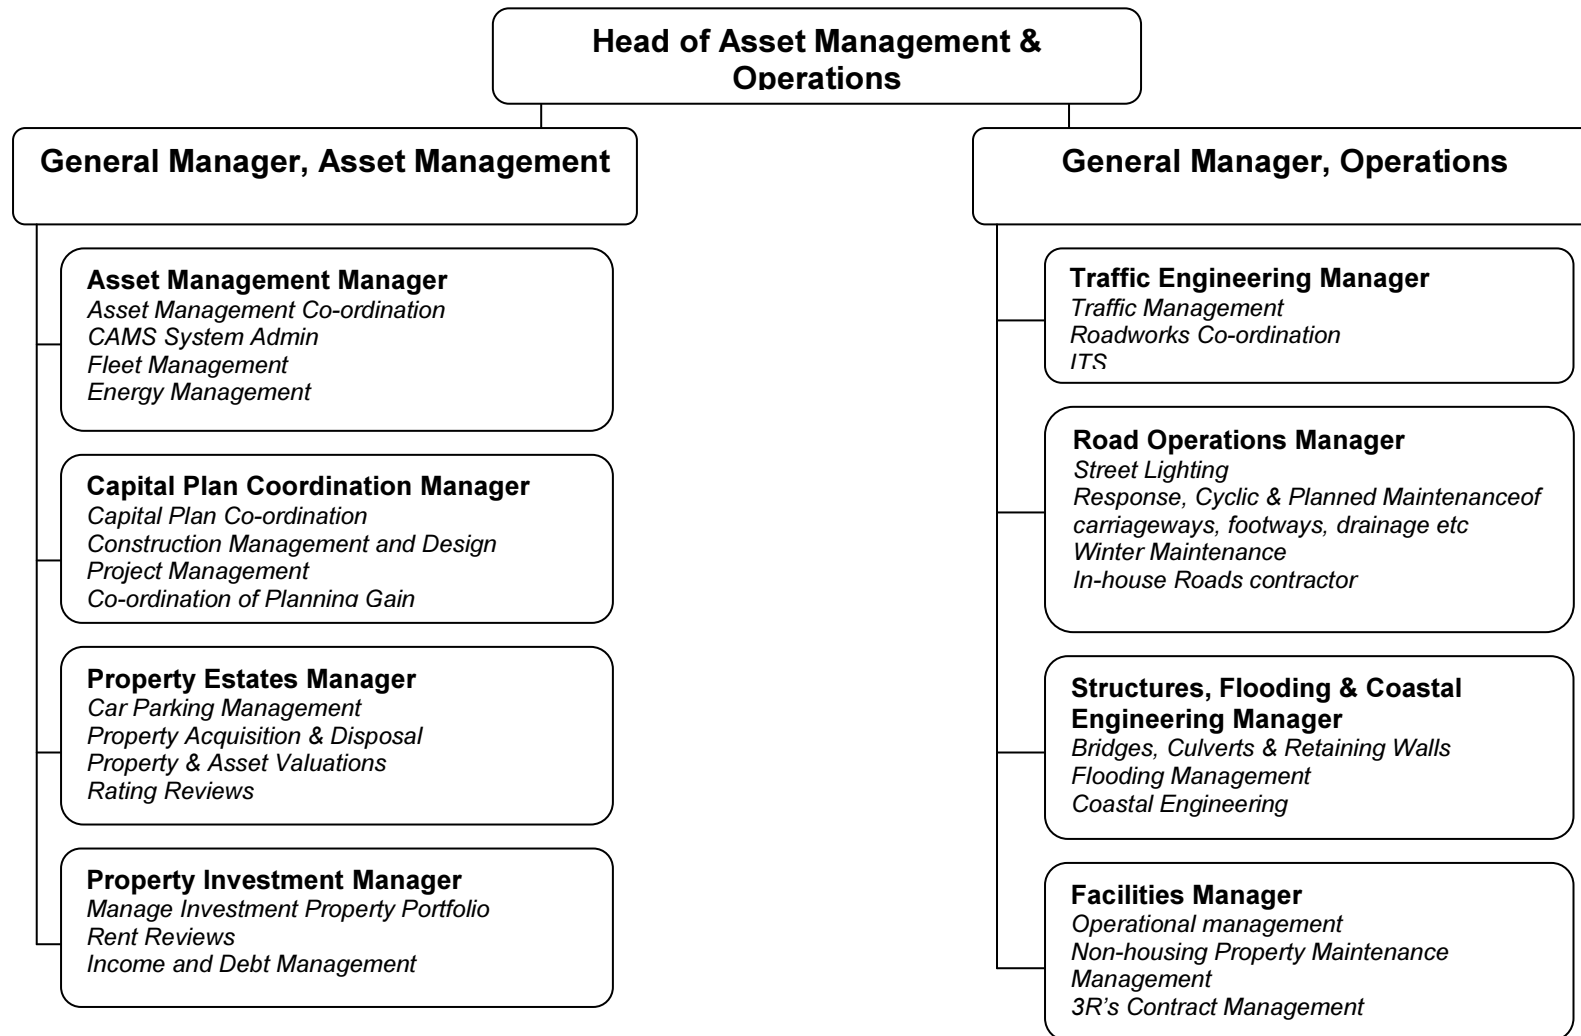 Head of Asset Management &
Operations
General Manager, Asset Management
Asset Management Manager
Asset Management Co-ordination
CAMS System Admin
Fleet Management
Energy Management
Capital Plan Coordination Manager
Capital Plan Co-ordination
Construction Management and Design
Project Management
Co-ordination of Planning Gain
Property Estates Manager
Car Parking Management
Property Acquisition & Disposal
Property & Asset Valuations
Rating Reviews
Property Investment Manager
Manage Investment Property Portfolio
Rent Reviews
Income and Debt Management
General Manager, Operations
Traffic Engineering Manager
Traffic Management
Roadworks Co-ordination
ITS
Road Operations Manager
Street Lighting
Response, Cyclic & Planned Maintenanceof
carriageways, footways, drainage etc
Winter Maintenance
In-house Roads contractor
Structures, Flooding & Coastal
Engineering Manager
Bridges, Culverts & Retaining Walls
Flooding Management
Coastal Engineering
Facilities Manager
Operational management
Non-housing Property Maintenance
Management
3R's Contract Management